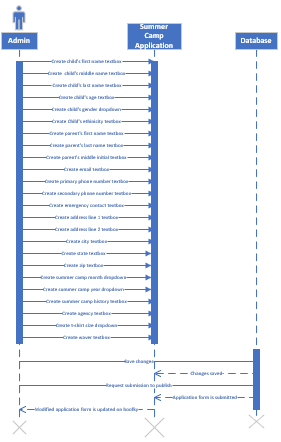 Admin
Summer
Camp
Application
Database
Create child's first name textbox
Create child's middle name textbox
Create child's last name textbox
Create child's age textbox
Create child's gender dropdown
Create Child's ethnicity textbox
Create parent's first name textbox
Create parent's last name textbox
Create parent's middle initial textbox
Create email textbox
Create primary phone number textbox
Create secondary phone number textbox
Create emergency contact textbox
Create address line 1 textbox
Create address line 2 textbox
Create city textbox
Create state textbox
Create zip textbox
Create summer camp month dropdown
Create summer camp year dropdown
Create summer camp history textbox
Create agency textbox
Create t-shirt size dropdown
Create waver textbox
Save changes
Changes saved
Request submission to publish
Application form is submitted
Modified application form is updated on